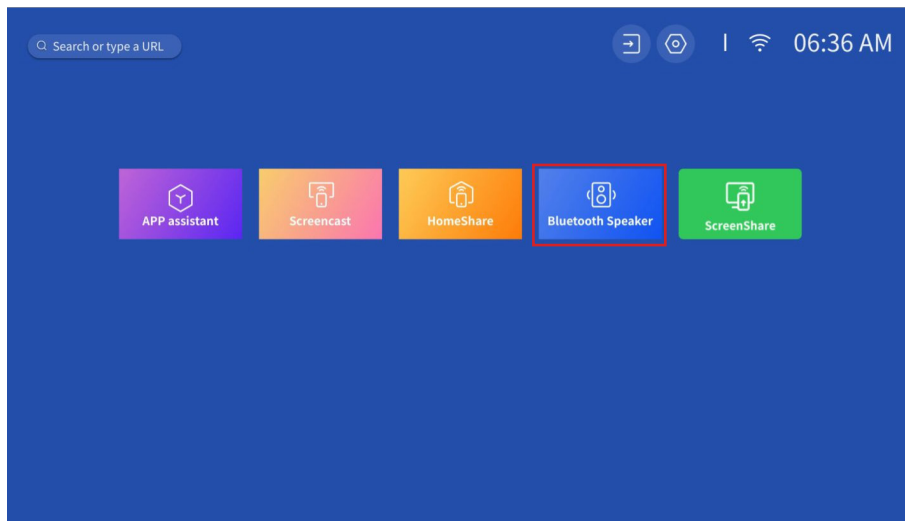 Search or type a URL
06:36 AM
APP assistant
Screencast
HomeShare
Bluetooth Speaker
ScreenShare